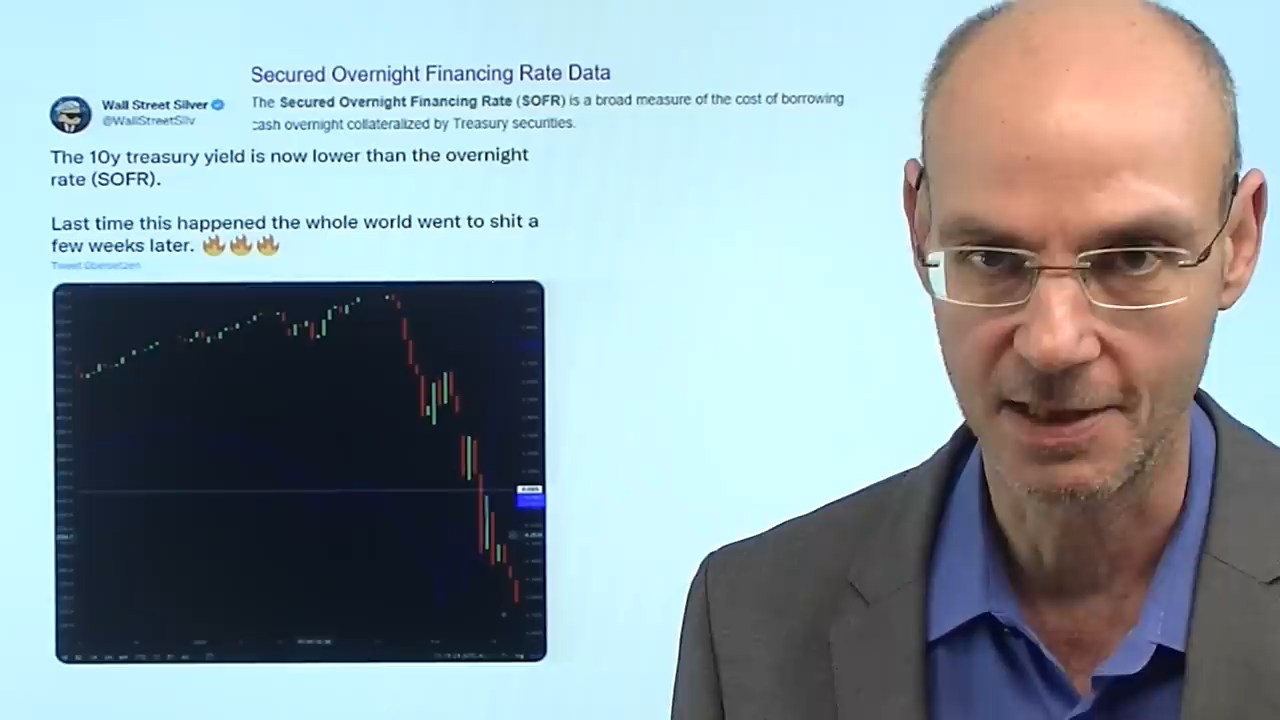 Secured Overnight Financing Rate Data
The Secured Overnight Financing Rate (SOFR) is a broad measure of the cost of borrowing
cash overnight collateralized by Treasury securities.
Wall Street Silver
@WallStreetSilv
The 10y treasury yield is now lower than the overnight
rate (SOFR).
Last time this happened the whole world went to shit a
few weeks later. 🔥🔥🔥
Tweet übersetzen